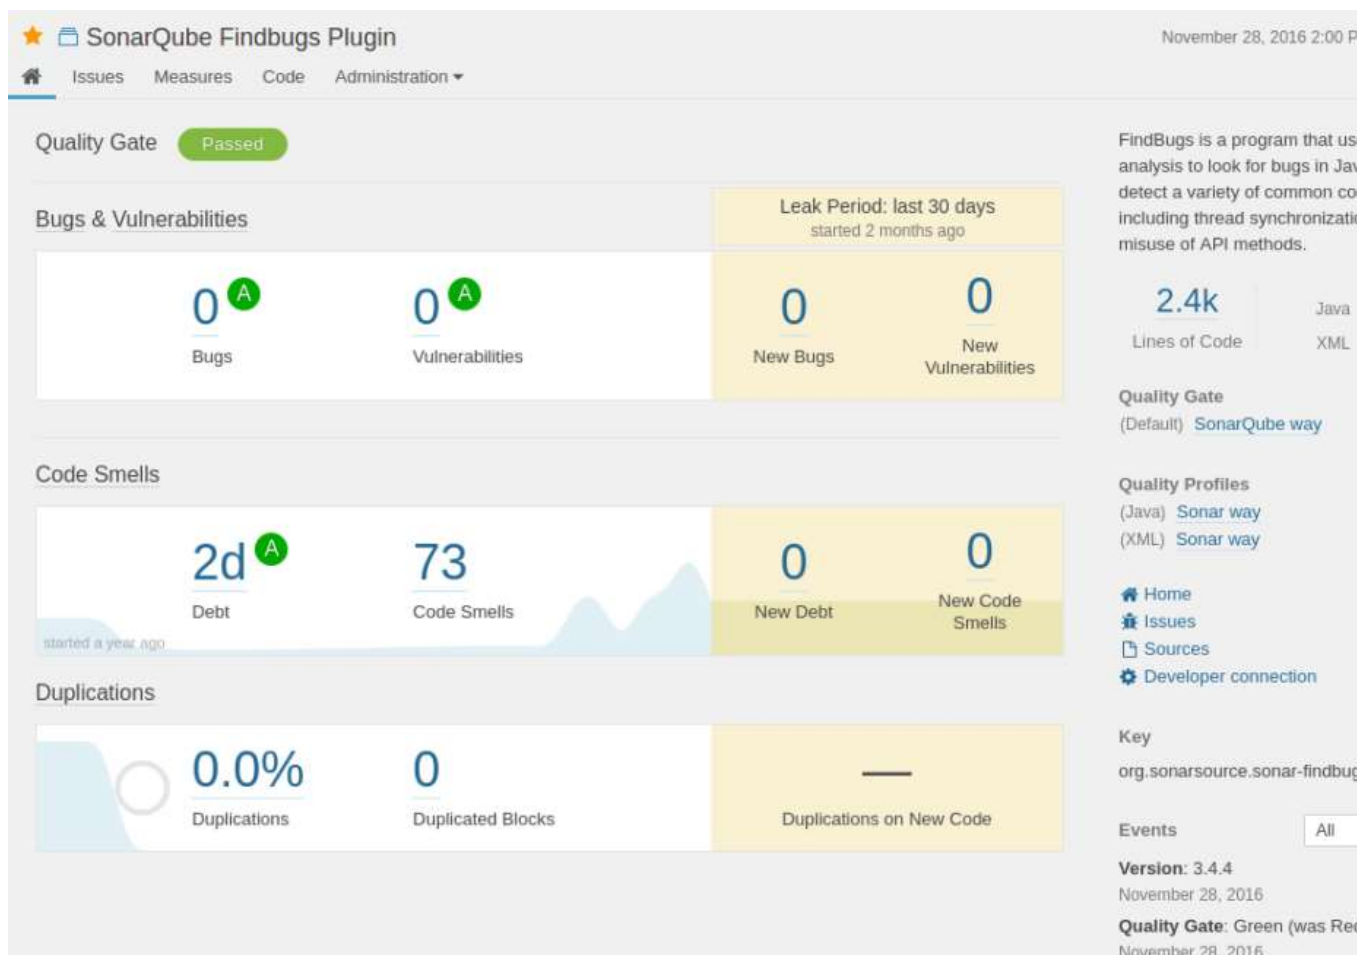 SonarQube Findbugs Plugin
November 28, 2016 2:00 P
Issues Measures Code Administration
Quality Gate Passed
Bugs & Vulnerabilities
Leak Period: last 30 days
started 2 months ago
0 A
Bugs
0 A
Vulnerabilities
0
New Bugs
0
New
Vulnerabilities
Code Smells
2d A
Debt
73
Code Smells
started a year ago
0
New Debt
0
New Code
Smells
Duplications
0.0%
Duplications
0
Duplicated Blocks
—
Duplications on New Code
FindBugs is a program that us
analysis to look for bugs in Jav
detect a variety of common co
including thread synchronizati
misuse of API methods.
2.4k
Lines of Code
Java
XML
Quality Gate
(Default) SonarQube way
Quality Profiles
(Java) Sonar way
(XML) Sonar way
Home
Issues
Sources
Developer connection
Key
org.sonarsource.sonar-findbug
Events All
Version: 3.4.4
November 28, 2016
Quality Gate: Green (was Red
November 28, 2016